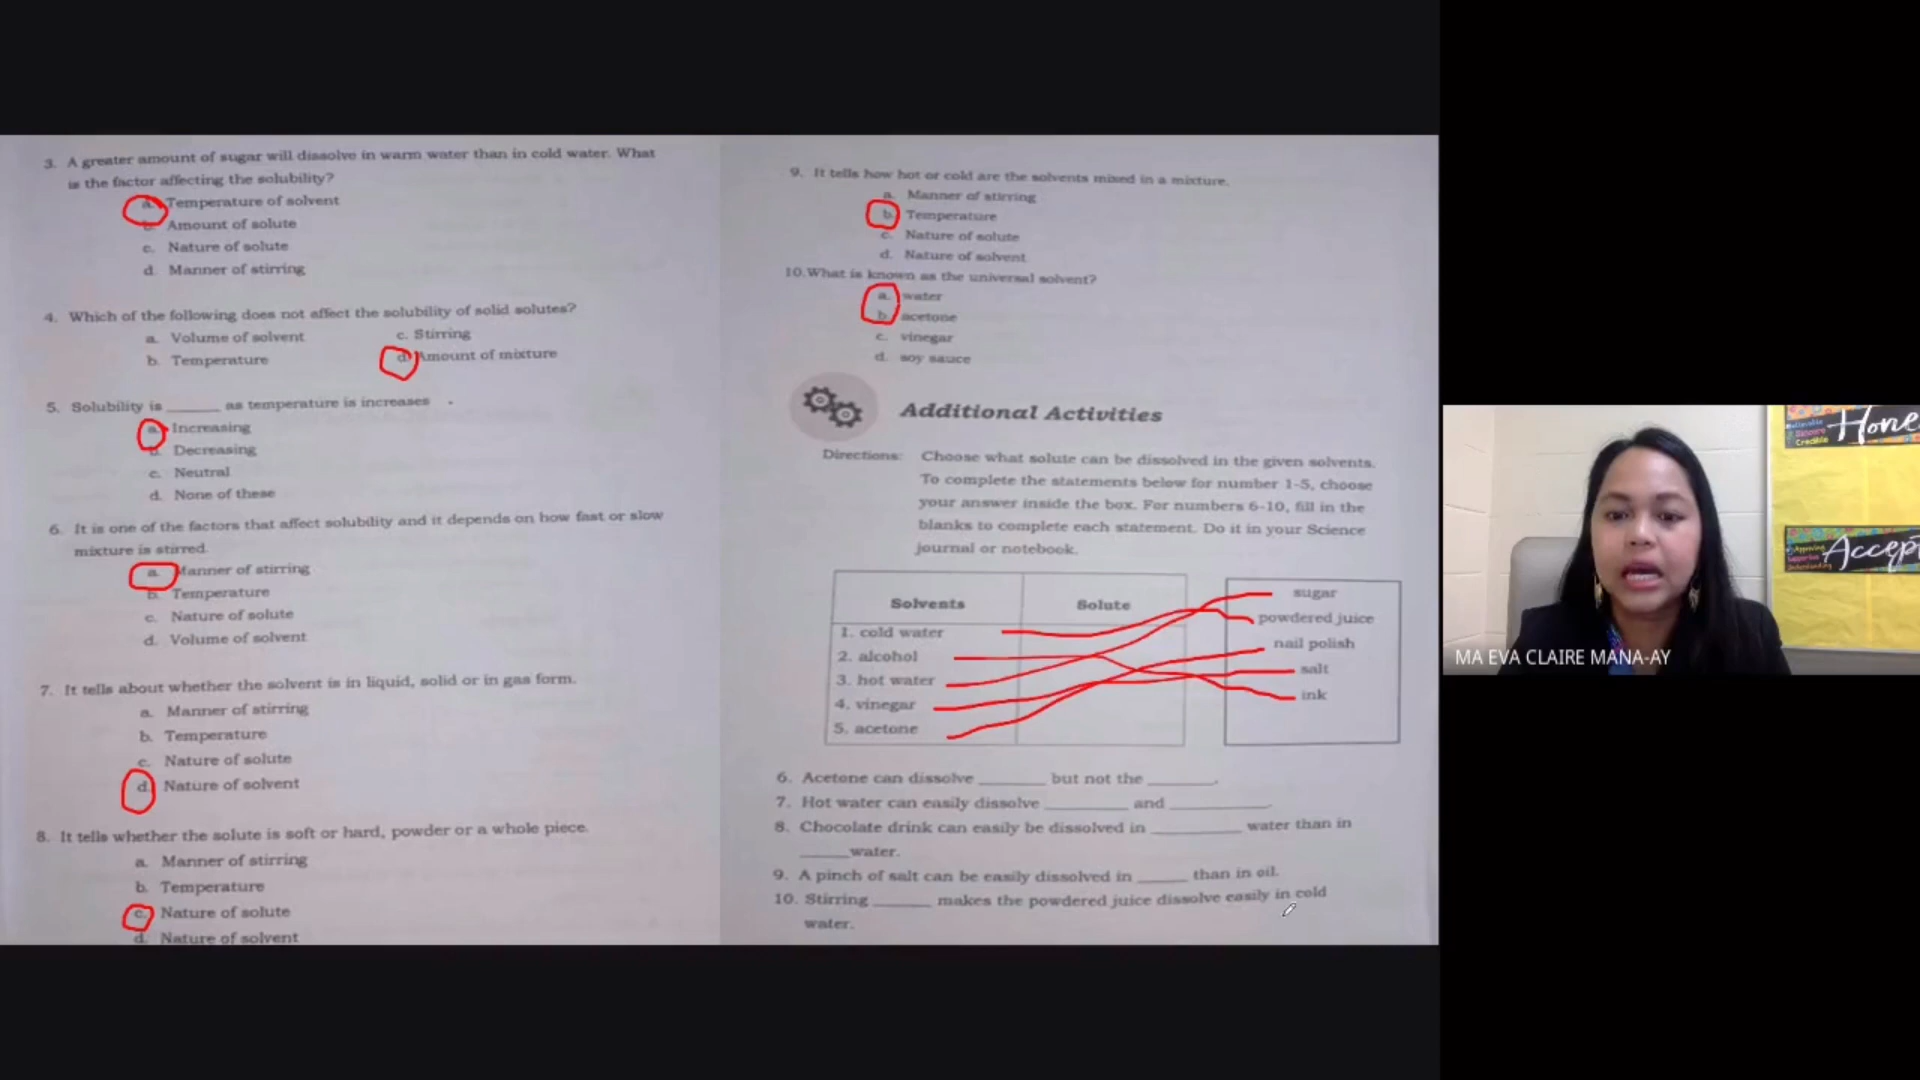 3. A greater amount of sugar will dissolve in warm water than in cold water. What
is the factor affecting the solubility?
a. Temperature of solvent
b. Amount of solute
c. Nature of solute
d. Manner of stirring
4. Which of the following does not affect the solubility of solid solutes?
a. Volume of solvent c. Stirring
b. Temperature d. Amount of mixture
5. Solubility is ______ as temperature is increases .
a. Increasing
b. Decreasing
c. Neutral
d. None of these
6. It is one of the factors that affect solubility and it depends on how fast or slow
mixture is stirred.
a. Manner of stirring
b. Temperature
c. Nature of solute
d. Volume of solvent
7. It tells about whether the solvent is in liquid, solid or in gas form.
a. Manner of stirring
b. Temperature
c. Nature of solute
d. Nature of solvent
8. It tells whether the solute is soft or hard, powder or a whole piece.
a. Manner of stirring
b. Temperature
c. Nature of solute
d. Nature of solvent
9. It tells how hot or cold are the solvents mixed in a mixture.
a. Manner of stirring
b. Temperature
c. Nature of solute
d. Nature of solvent
10. What is known as the universal solvent?
a. water
b. acetone
c. vinegar
d. soy sauce
Additional Activities
Directions: Choose what solute can be dissolved in the given solvents.
To complete the statements below for number 1-5, choose
your answer inside the box. For numbers 6-10, fill in the
blanks to complete each statement. Do it in your Science
journal or notebook.
Solvents Solute
1. cold water
2. alcohol
3. hot water
4. vinegar
5. acetone
sugar
powdered juice
nail polish
salt
ink
6. Acetone can dissolve _______ but not the _______.
7. Hot water can easily dissolve _________ and ___________.
8. Chocolate drink can easily be dissolved in __________ water than in
_____water.
9. A pinch of salt can be easily dissolved in _____ than in oil.
10. Stirring ______ makes the powdered juice dissolve easily in cold
water.
Hone
Accep
MA EVA CLAIRE MANA-AY